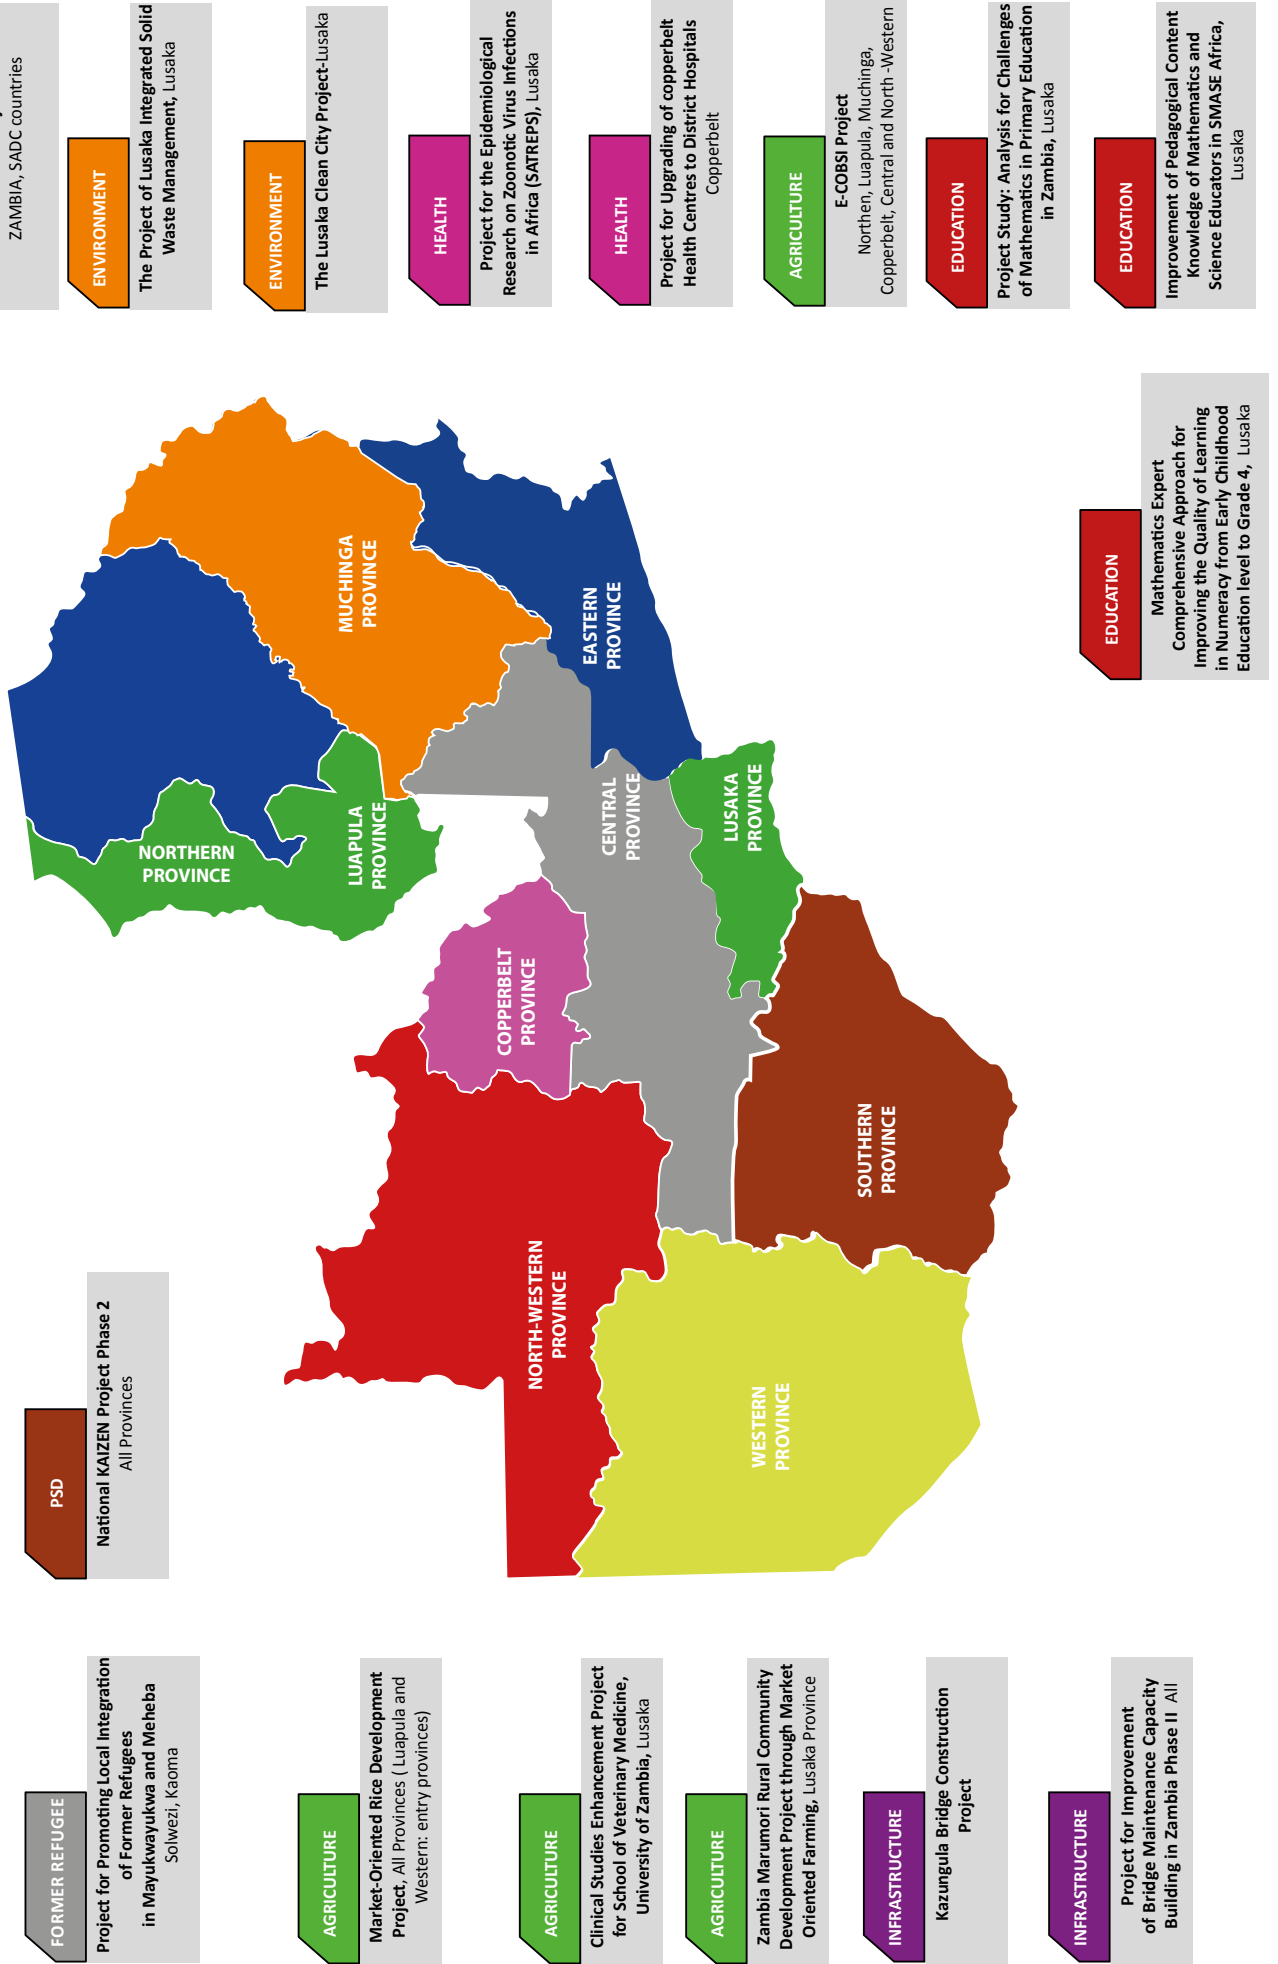 FORMER REFUGEE
Project for Promoting Local Integration
of Former Refugees
in Mayukwayukwa and Meheba
Solwezi, Kaoma
AGRICULTURE
Market-Oriented Rice Development
Project, All Provinces ( Luapula and
Western: entry provinces)
AGRICULTURE
Clinical Studies Enhancement Project
for School of Veterinary Medicine,
University of Zambia, Lusaka
AGRICULTURE
Zambia Marumori Rural Community
Development Project through Market
Oriented Farming, Lusaka Province
INFRASTRUCTURE
Kazungula Bridge Construction
Project
INFRASTRUCTURE
Project for Improvement
of Bridge Maintenance Capacity
Building in Zambia Phase II All
PSD
National KAIZEN Project Phase 2
All Provinces
NORTHERN
PROVINCE
LUAPULA
PROVINCE
MUCHINGA
PROVINCE
COPPERBELT
PROVINCE
NORTH-WESTERN
PROVINCE
EASTERN
PROVINCE
CENTRAL
PROVINCE
LUSAKA
PROVINCE
WESTERN
PROVINCE
SOUTHERN
PROVINCE
EDUCATION
Mathematics Expert
Comprehensive Approach for
Improving the Quality of Learning
in Numeracy from Early Childhood
Education level to Grade 4, Lusaka
ZAMBIA, SADC countries
ENVIRONMENT
The Project of Lusaka Integrated Solid
Waste Management, Lusaka
ENVIRONMENT
The Lusaka Clean City Project-Lusaka
HEALTH
Project for the Epidemiological
Research on Zoonotic Virus Infections
in Africa (SATREPS), Lusaka
HEALTH
Project for Upgrading of copperbelt
Health Centres to District Hospitals
Copperbelt
AGRICULTURE
E-COBSI Project
Northen, Luapula, Muchinga,
Copperbelt, Central and North -Western
EDUCATION
Project Study: Analysis for Challenges
of Mathematics in Primary Education
in Zambia, Lusaka
EDUCATION
Improvement of Pedagogical Content
Knowledge of Mathematics and
Science Educators in SMASE Africa,
Lusaka